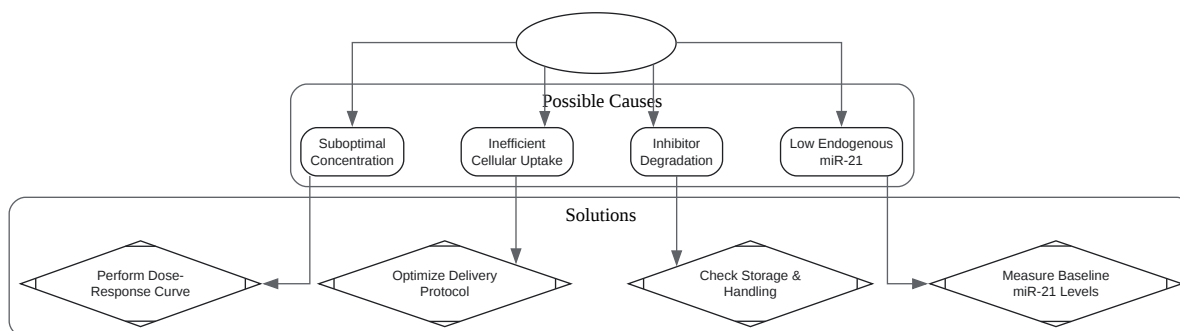 Possible Causes
Suboptimal
Concentration
Inefficient
Cellular Uptake
Inhibitor
Degradation
Low Endogenous
miR-21
Solutions
Perform Dose-
Response Curve
Optimize Delivery
Protocol
Check Storage &
Handling
Measure Baseline
miR-21 Levels